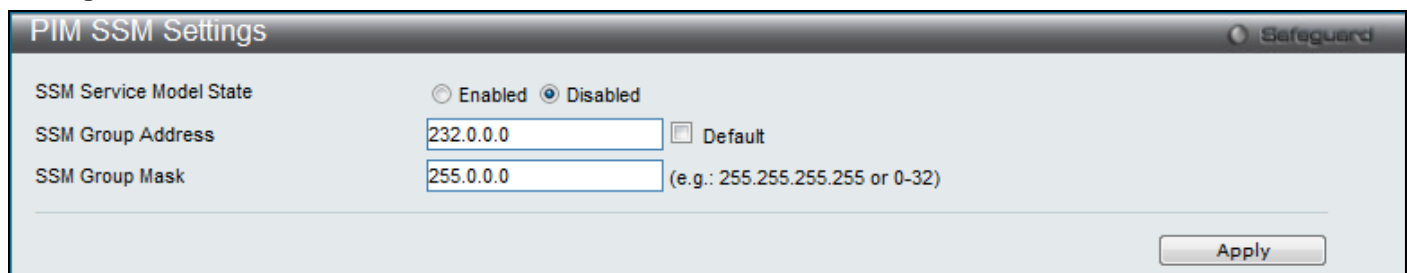 PIM SSM Settings
Safeguard
SSM Service Model State Enabled Disabled
SSM Group Address 232.0.0.0 Default
SSM Group Mask 255.0.0.0 (e.g.: 255.255.255.255 or 0-32)
Apply